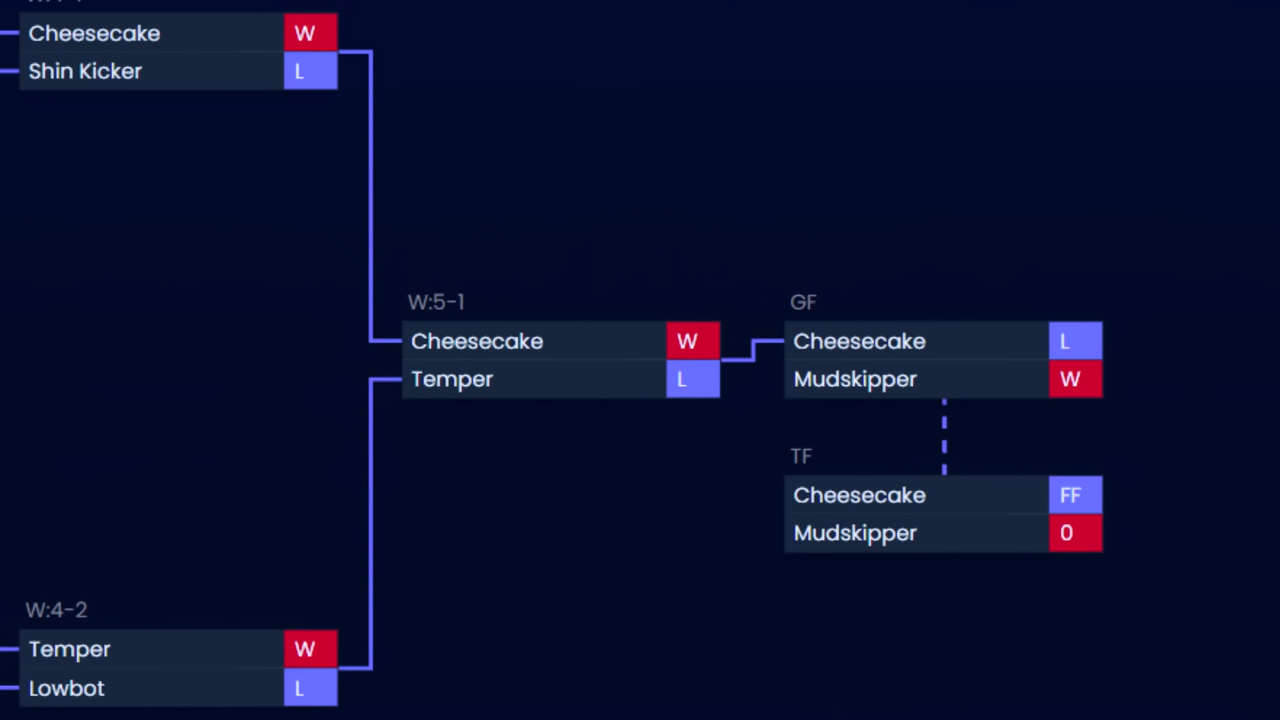 Cheesecake W
Shin Kicker L
W:5-1
Cheesecake W
Temper L
GF
Cheesecake L
Mudskipper W
TF
Cheesecake FF
Mudskipper 0
W:4-2
Temper W
Lowbot L